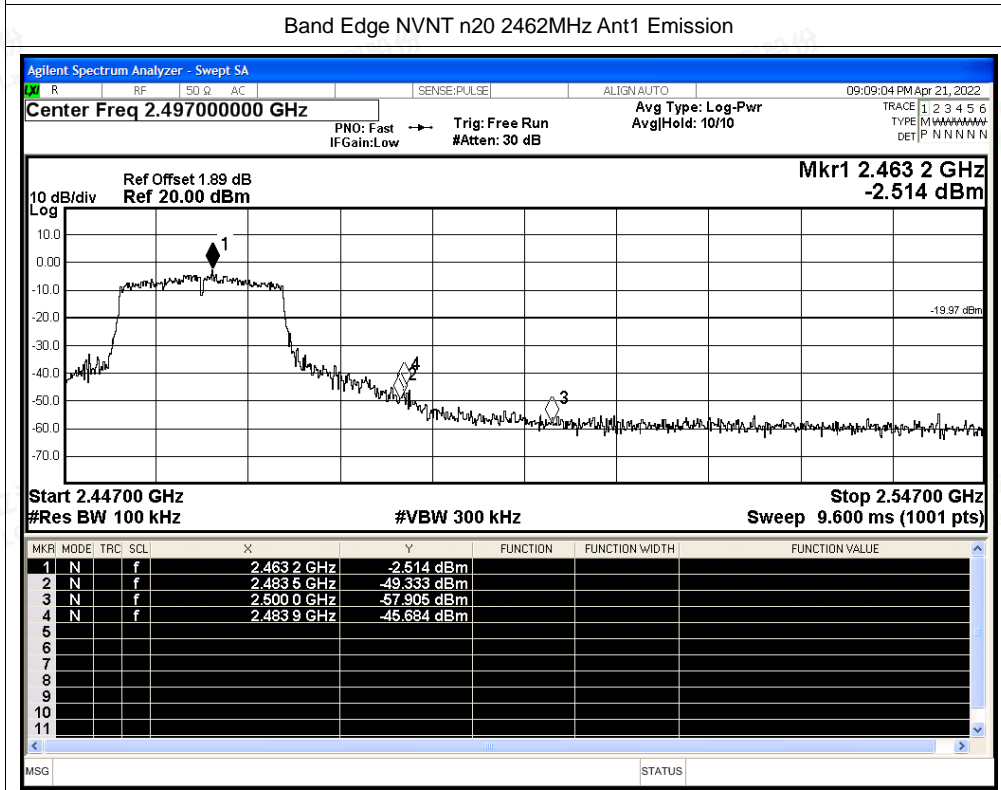 Band Edge NVNT n20 2462MHz Ant1 Emission
Agilent Spectrum Analyzer - Swept SA
LXI R RF 50 Ω AC SENSE:PULSE ALIGN AUTO 09:09:04 PM Apr 21, 2022
Center Freq 2.497000000 GHz
Avg Type: Log-Pwr
TRACE 1 2 3 4 5 6
PNO: Fast Trig: Free Run Avg|Hold: 10/10
TYPE M
IFGain:Low #Atten: 30 dB
DET P N N N N N
Mkr1 2.463 2 GHz
Ref Offset 1.89 dB
10 dB/div Ref 20.00 dBm -2.514 dBm
Log
10.0
1
0.00
-10.0
-19.97 dBm
-20.0
-30.0
4
-40.0
2
-50.0
3
-60.0
-70.0
Start 2.44700 GHz Stop 2.54700 GHz
#Res BW 100 kHz #VBW 300 kHz Sweep 9.600 ms (1001 pts)
MKR MODE TRC SCL X Y FUNCTION FUNCTION WIDTH FUNCTION VALUE
1 N f 2.463 2 GHz -2.514 dBm
2 N f 2.483 5 GHz -49.333 dBm
3 N f 2.500 0 GHz -57.905 dBm
4 N f 2.483 9 GHz -45.684 dBm
5
6
7
8
9
10
11
MSG STATUS